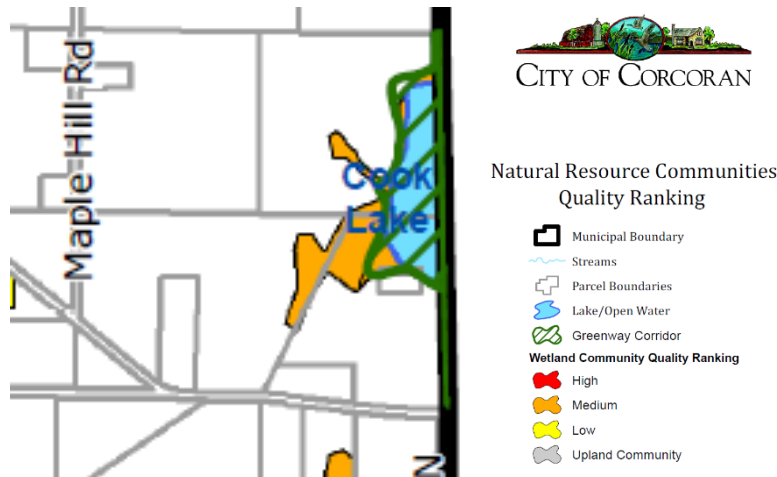 Maple Hill Rd
Cook
Lake
N
CITY OF CORCORAN
Natural Resource Communities
Quality Ranking
Municipal Boundary
Streams
Parcel Boundaries
Lake/Open Water
Greenway Corridor
Wetland Community Quality Ranking
High
Medium
Low
Upland Community